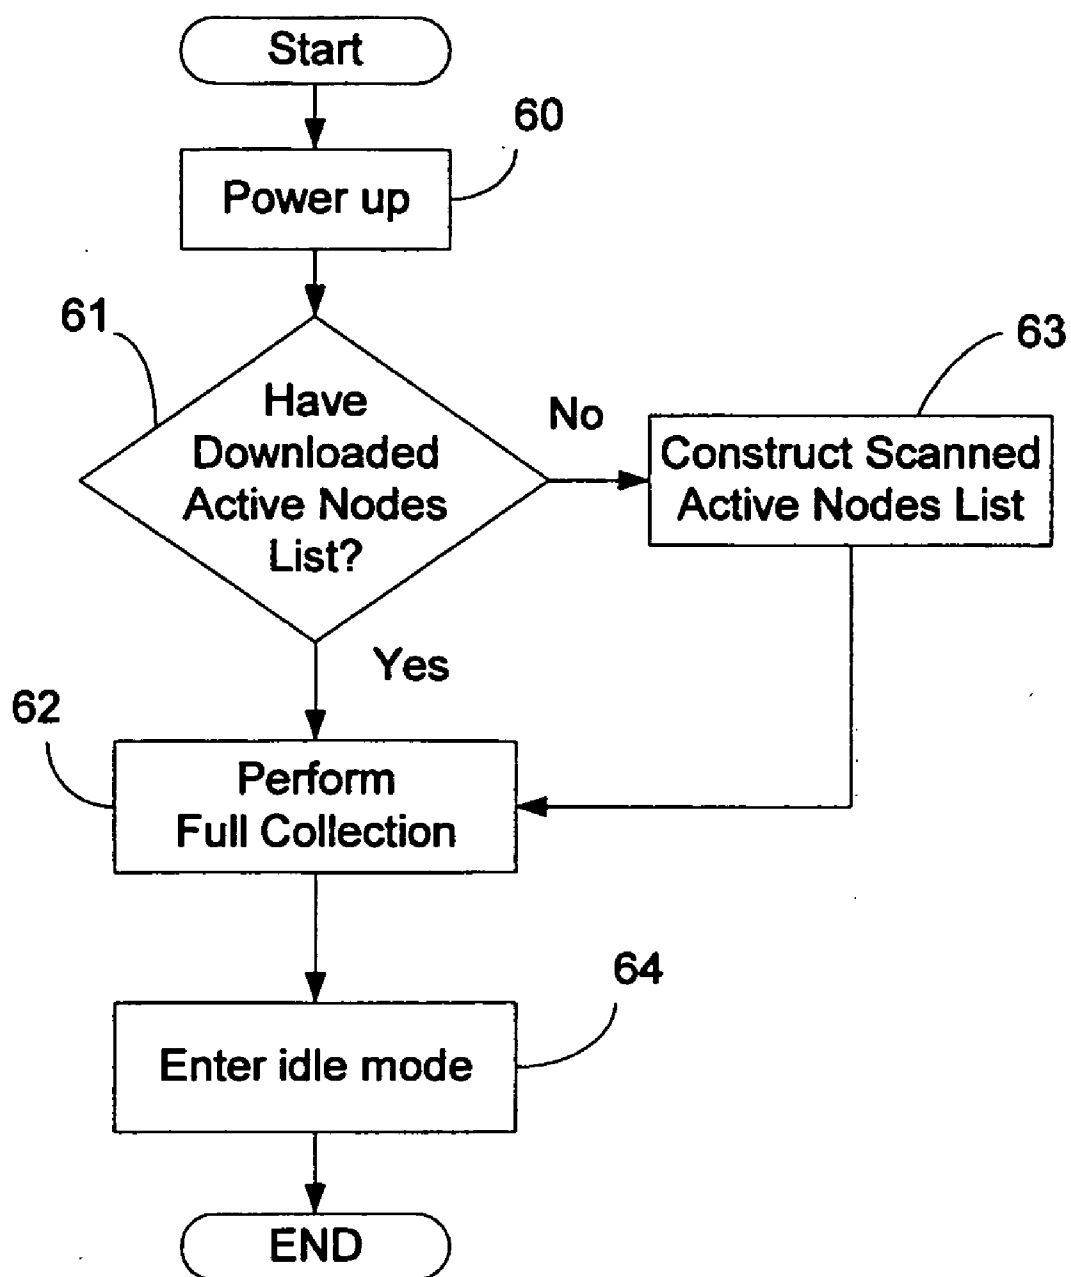 Start
60
Power up
61
Have
Downloaded
Active Nodes
List?
No
63
Construct Scanned
Active Nodes List
Yes
62
Perform
Full Collection
64
Enter idle mode
END